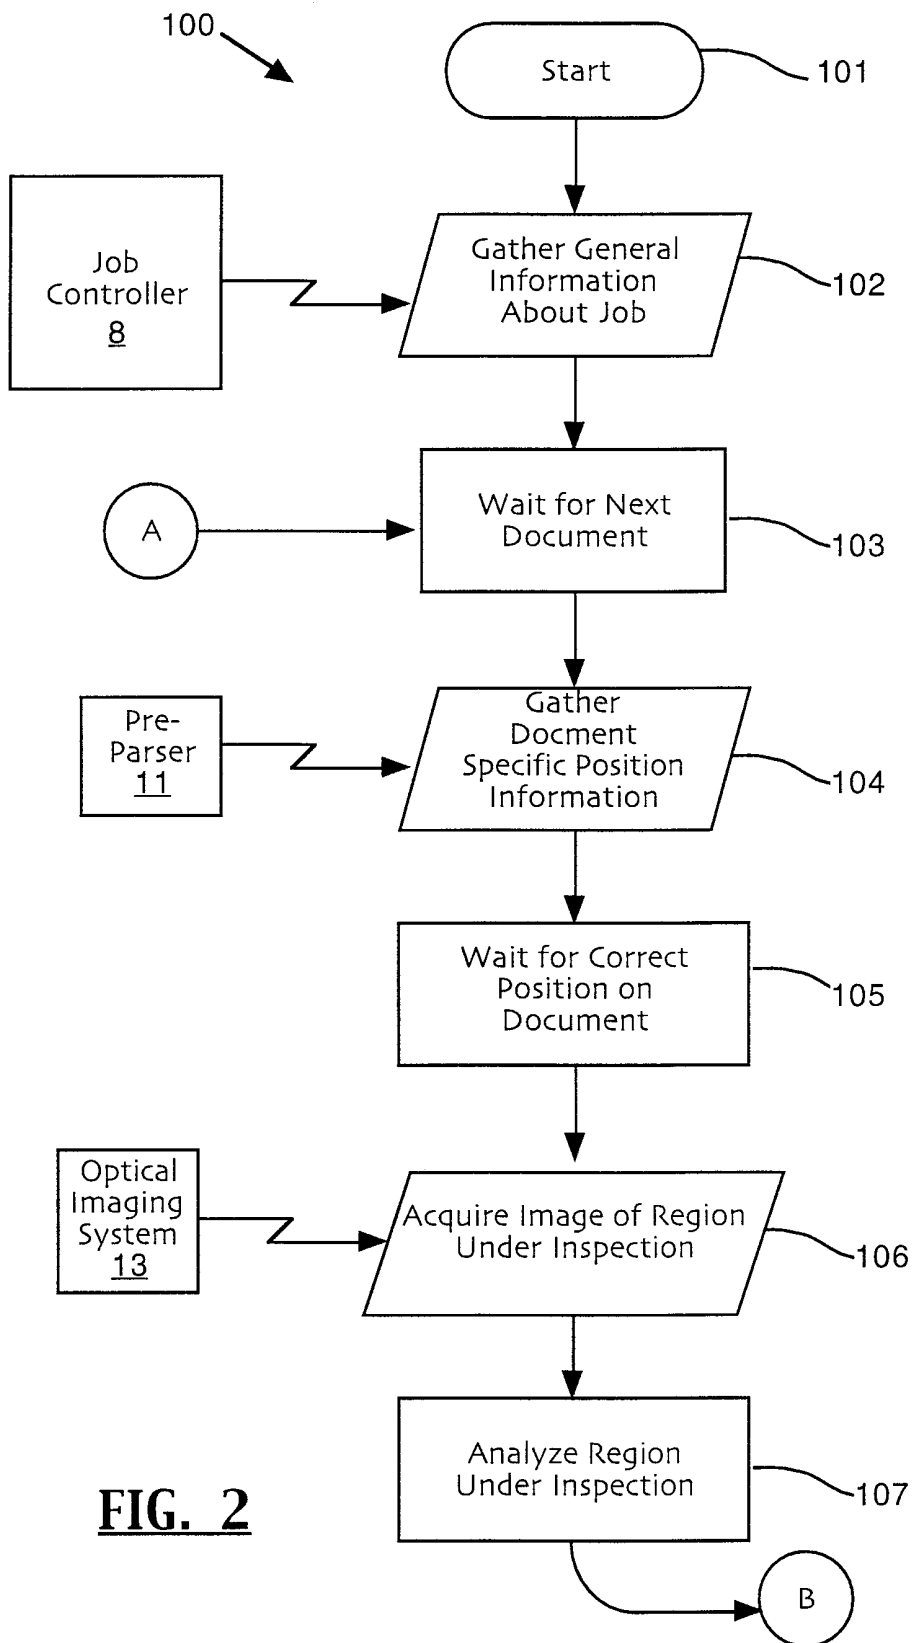 100
Start
101
Job
Controller
8
Gather General
Information
About Job
102
A
Wait for Next
Document
103
Pre-
Parser
11
Gather
Docment
Specific Position
Information
104
Wait for Correct
Position on
Document
105
Optical
Imaging
System
13
Acquire Image of Region
Under Inspection
106
Analyze Region
Under Inspection
107
FIG. 2
B